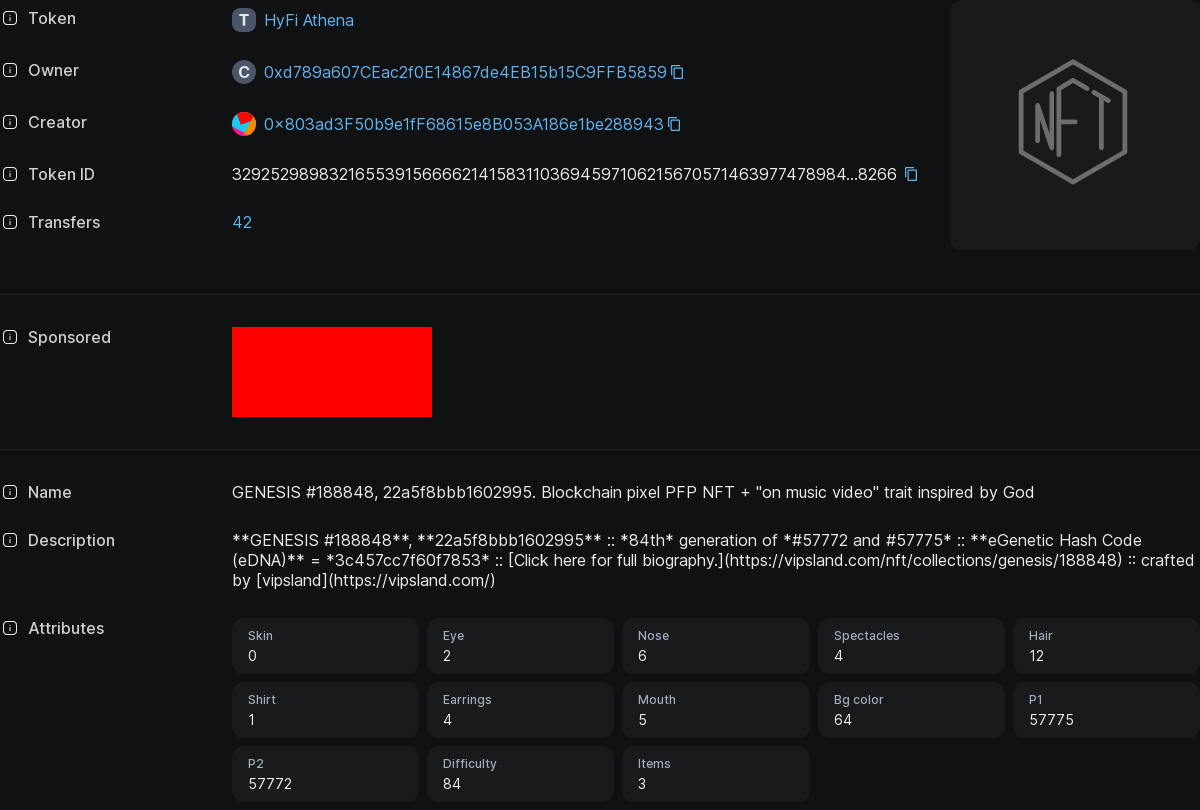 Token
T HyFi Athena
Owner
C 0xd789a607CEac2f0E14867de4EB15b15C9FFB5859
Creator
0x803ad3F50b9e1fF68615e8B053A186e1be288943
Token ID
32925298983216553915666621415831103694597106215670571463977478984...8266
Transfers
42
NFT
Sponsored
Name
GENESIS #188848, 22a5f8bbb1602995. Blockchain pixel PFP NFT + "on music video" trait inspired by God
Description
**GENESIS #188848**, **22a5f8bbb1602995** :: *84th* generation of *#57772 and #57775* :: **eGenetic Hash Code
(eDNA)** = *3c457cc7f60f7853* :: [Click here for full biography.](https://vipsland.com/nft/collections/genesis/188848) :: crafted
by [vipsland](https://vipsland.com/)
Attributes
Skin
0
Eye
2
Nose
6
Spectacles
4
Hair
12
Shirt
1
Earrings
4
Mouth
5
Bg color
64
P1
57775
P2
57772
Difficulty
84
Items
3